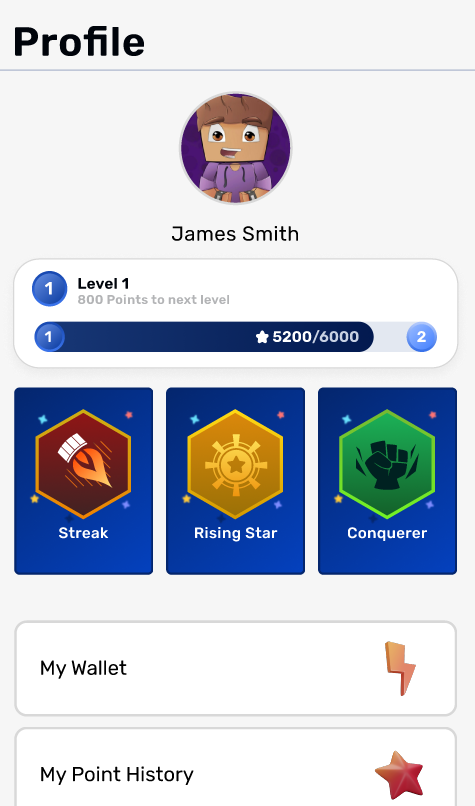 Profile
James Smith
1
Level 1
800 Points to next level
1
5200/6000
2
Streak
Rising Star
Conquerer
My Wallet
My Point History